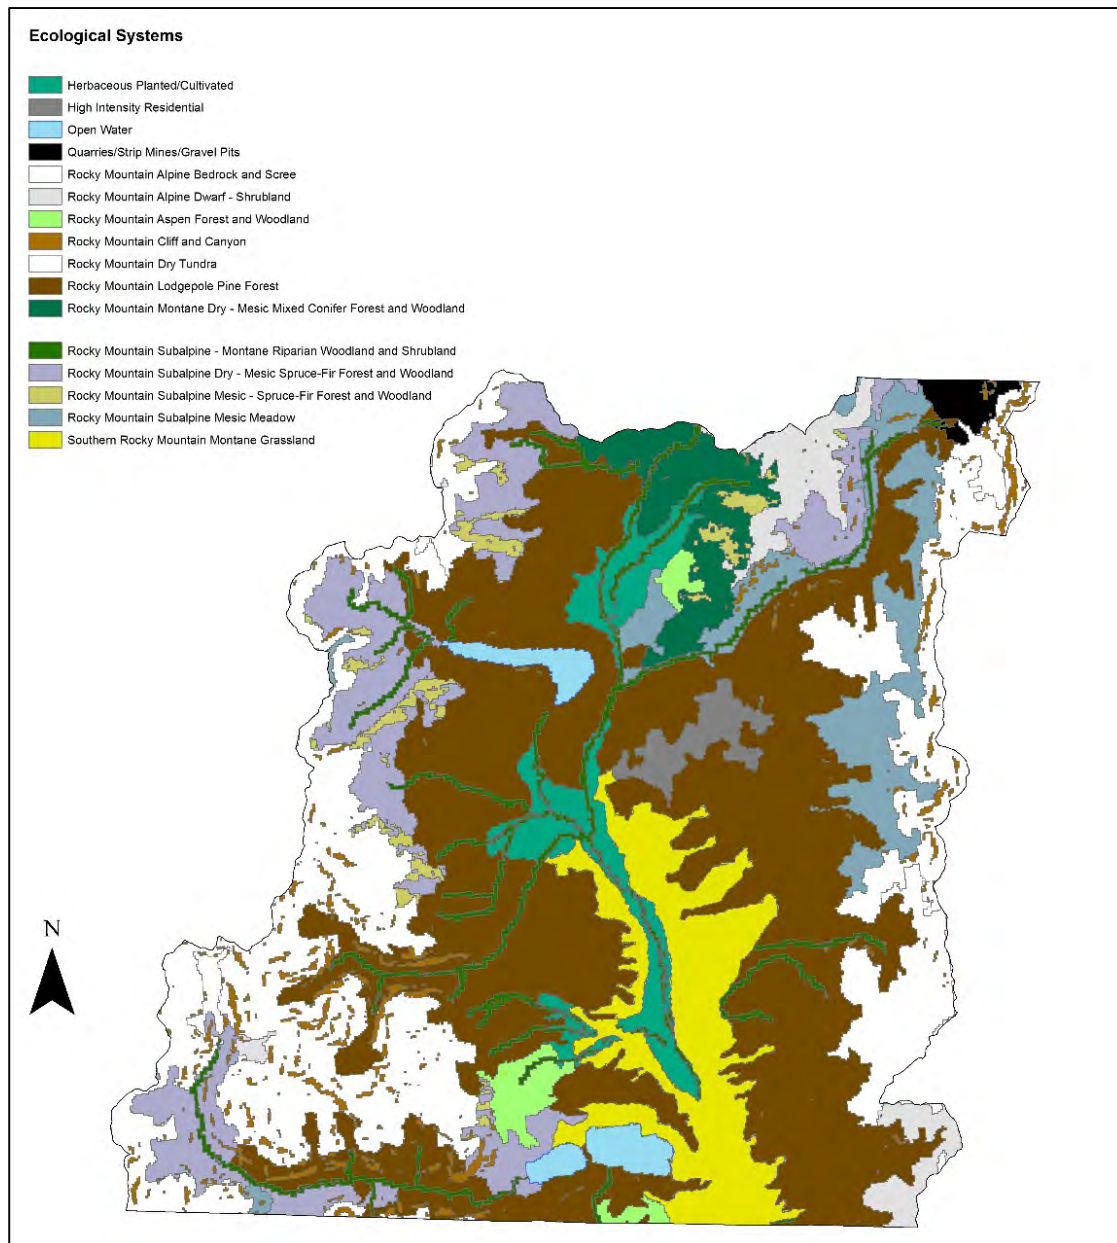 Ecological Systems
Herbaceous Planted/Cultivated
High Intensity Residential
Open Water
Quarries/Strip Mines/Gravel Pits
Rocky Mountain Alpine Bedrock and Scree
Rocky Mountain Alpine Dwarf - Shrubland
Rocky Mountain Aspen Forest and Woodland
Rocky Mountain Cliff and Canyon
Rocky Mountain Dry Tundra
Rocky Mountain Lodgepole Pine Forest
Rocky Mountain Montane Dry - Mesic Mixed Conifer Forest and Woodland
Rocky Mountain Subalpine - Montane Riparian Woodland and Shrubland
Rocky Mountain Subalpine Dry - Mesic Spruce-Fir Forest and Woodland
Rocky Mountain Subalpine Mesic - Spruce-Fir Forest and Woodland
Rocky Mountain Subalpine Mesic Meadow
Southern Rocky Mountain Montane Grassland
N